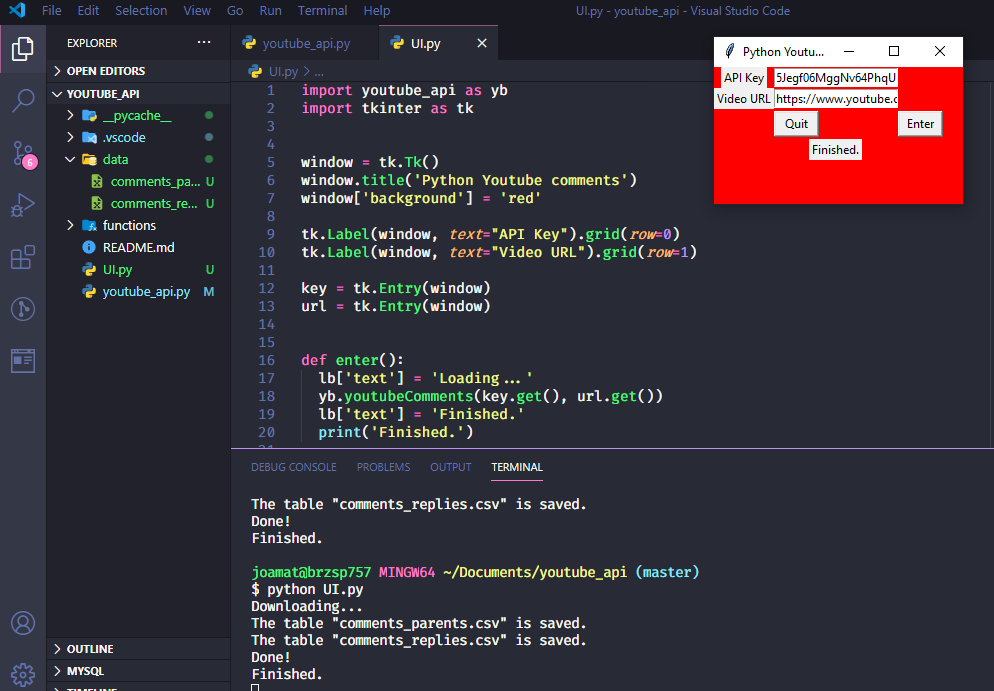 File Edit Selection View Go Run Terminal Help UI.py - youtube_api - Visual Studio Code
EXPLORER ...
OPEN EDITORS
YOUTUBE_API
__pycache__
.vscode
data
comments_pa... U
comments_re... U
functions
README.md
UI.py U
youtube_api.py M
6
OUTLINE
MYSQL
TIMELINE
youtube_api.py UI.py
UI.py > ...
1 import youtube_api as yb
2 import tkinter as tk
3
4
5 window = tk.Tk()
6 window.title('Python Youtube comments')
7 window['background'] = 'red'
8
9 tk.Label(window, text="API Key").grid(row=0)
10 tk.Label(window, text="Video URL").grid(row=1)
11
12 key = tk.Entry(window)
13 url = tk.Entry(window)
14
15
16 def enter():
17 lb['text'] = 'Loading...'
18 yb.youtubeComments(key.get(), url.get())
19 lb['text'] = 'Finished.'
20 print('Finished.')
21
Python Youtu...
API Key 5Jegf06MggNv64PhqU
Video URL https://www.youtube.c
Quit Enter
Finished.
DEBUG CONSOLE PROBLEMS OUTPUT TERMINAL
The table "comments_replies.csv" is saved.
Done!
Finished.
joamat@brzsp757 MINGW64 ~/Documents/youtube_api (master)
$ python UI.py
Downloading...
The table "comments_parents.csv" is saved.
The table "comments_replies.csv" is saved.
Done!
Finished.